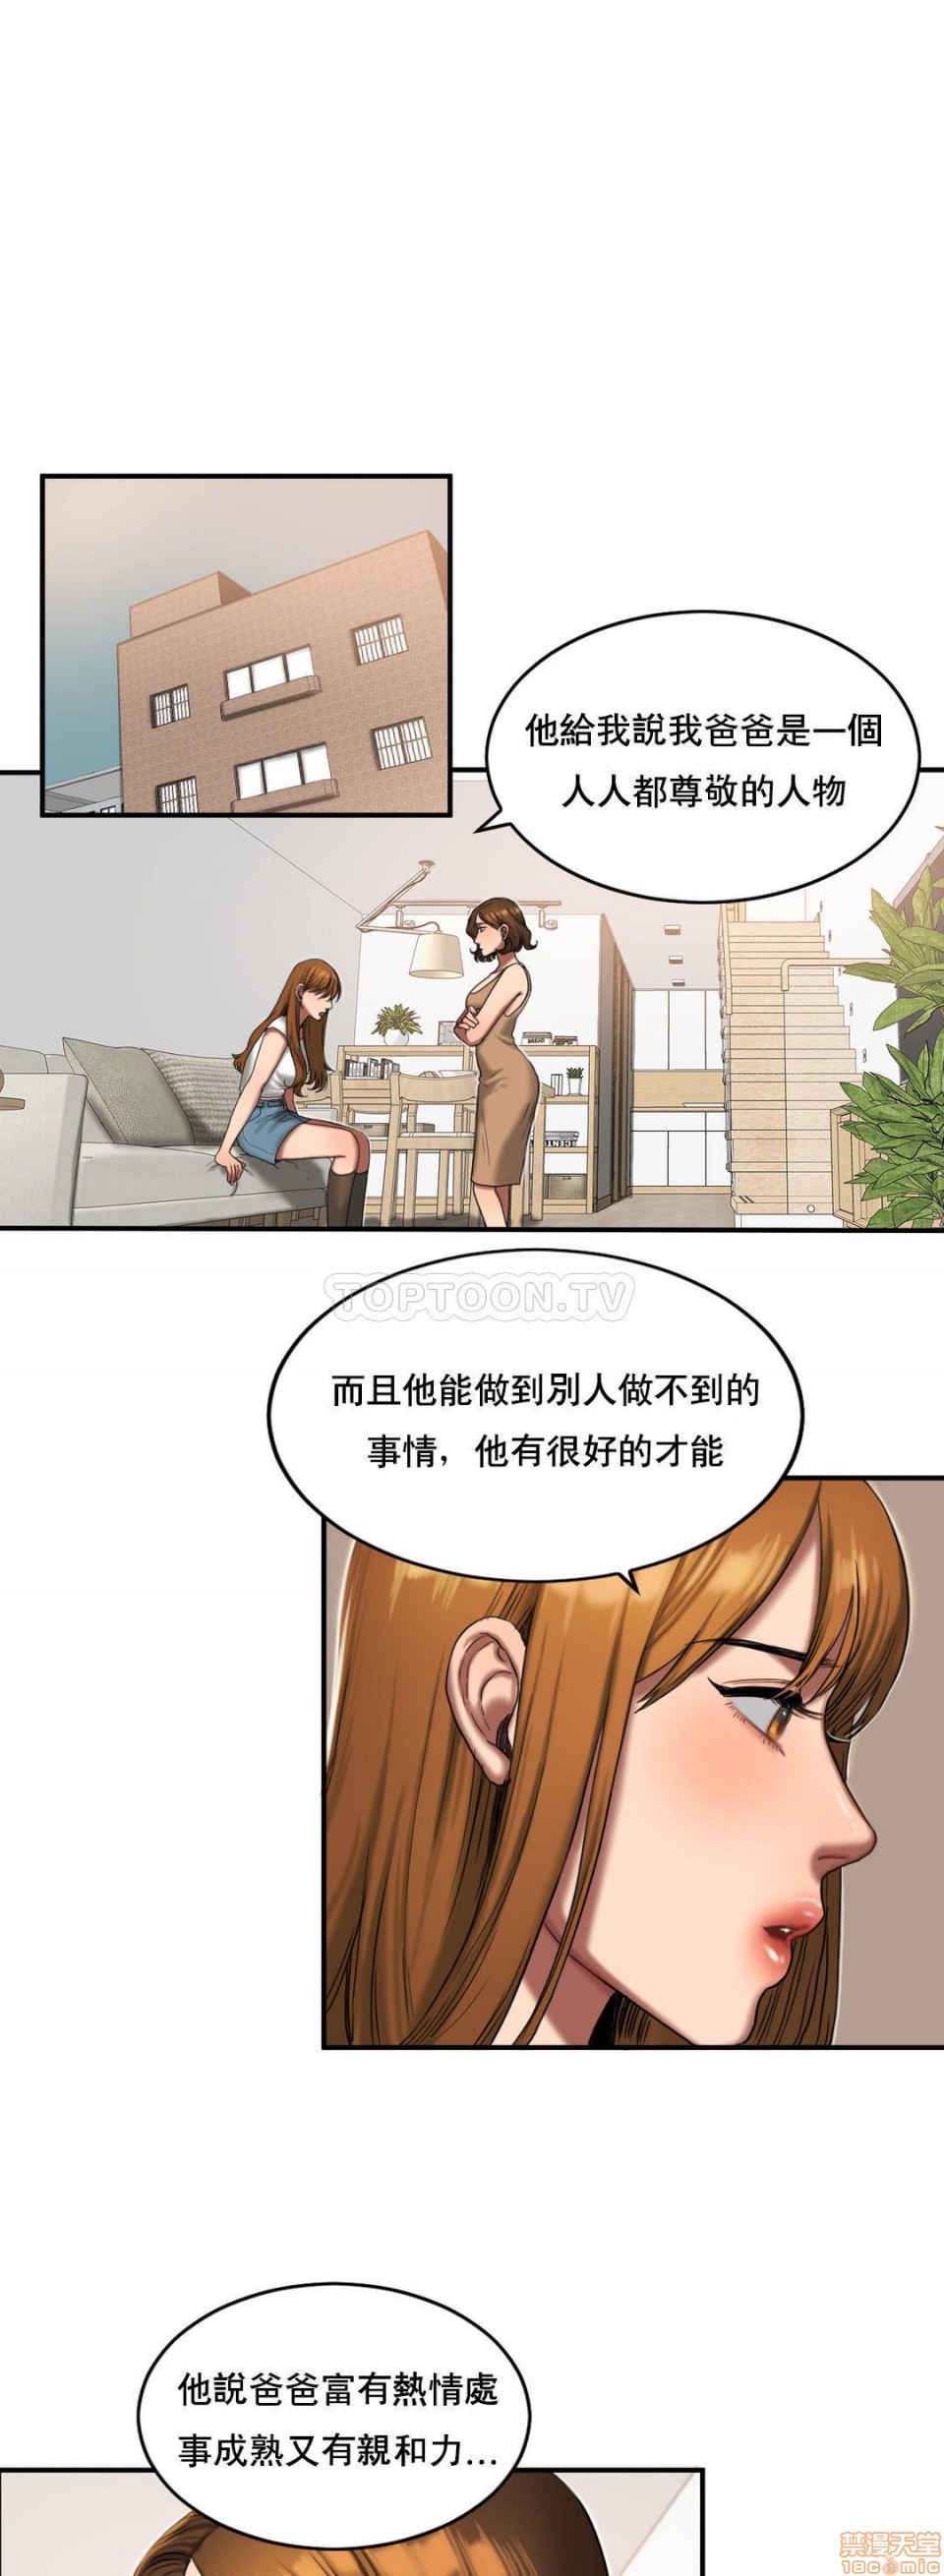 他給我說我爸爸是一個
人人都尊敬的人物
BREAD
TOPTOON.TV
而且他能做到別人做不到的
事情，他有很好的才能
他說爸爸富有熱情處
事成熟又有親和力...
禁漫天堂
18comic